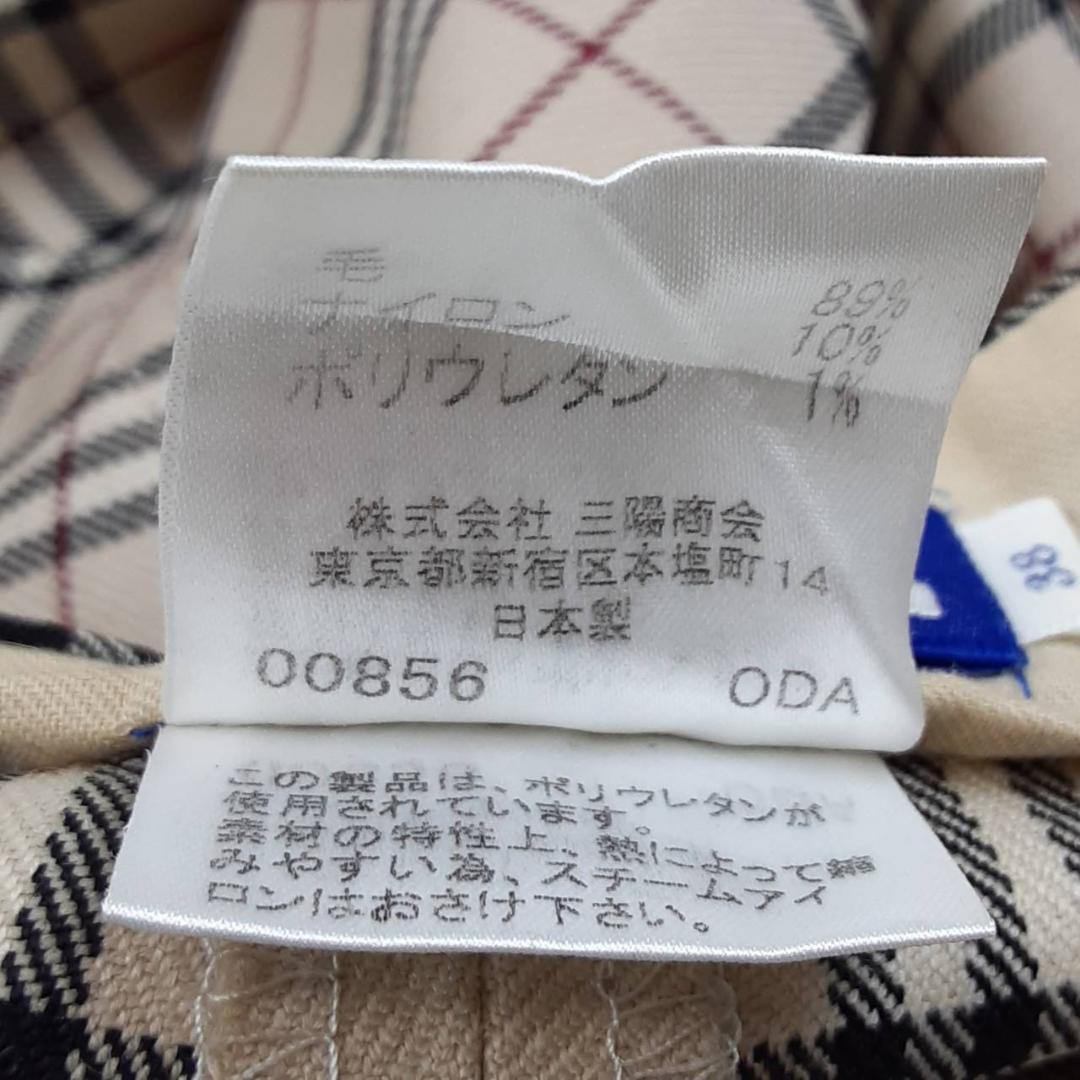 毛 89%
ナイロン 10%
ポリウレタン 1%
株式会社 三陽商会
東京都新宿区本塩町14
日本製
00856 ODA
38
この製品は、ポリウレタンが
使用されています。
素材の特性上、熱によって縮
みやすい為、スチームアイ
ロンはおさけ下さい。